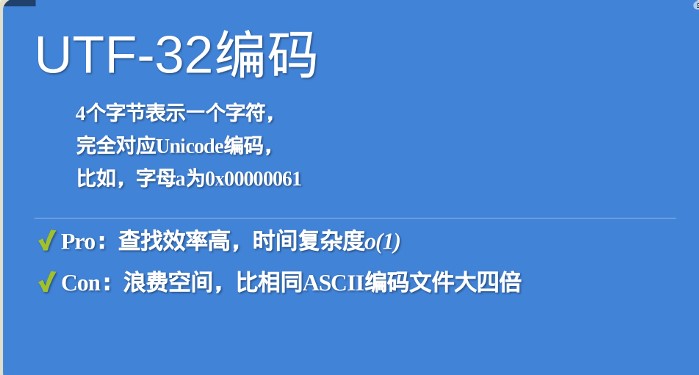 UTF-32编码
4个字节表示一个字符，
完全对应Unicode编码，
比如，字母a为0x00000061
Pro：查找效率高，时间复杂度o(1)
Con：浪费空间，比相同ASCII编码文件大四倍